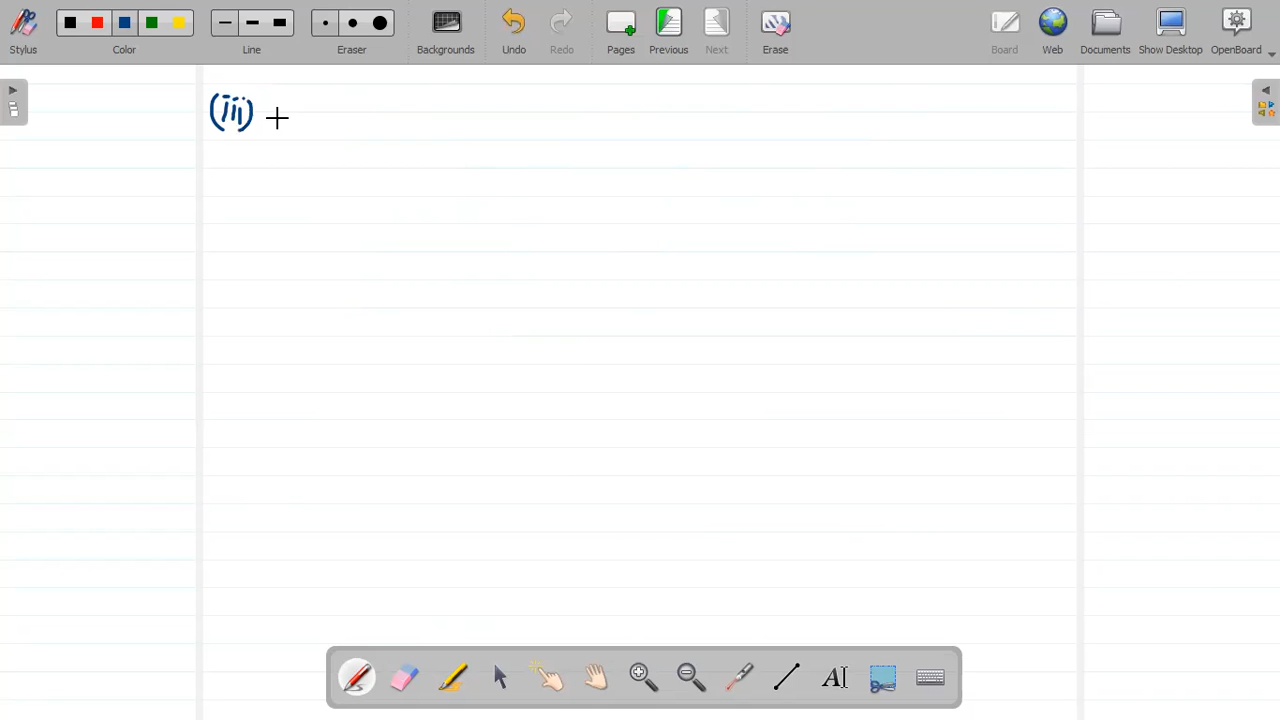 Stylus
Color
Line
Eraser
Backgrounds
Undo
Redo
Pages
Previous
Next
Erase
Board
Web
Documents
Show Desktop
OpenBoard
(iii)